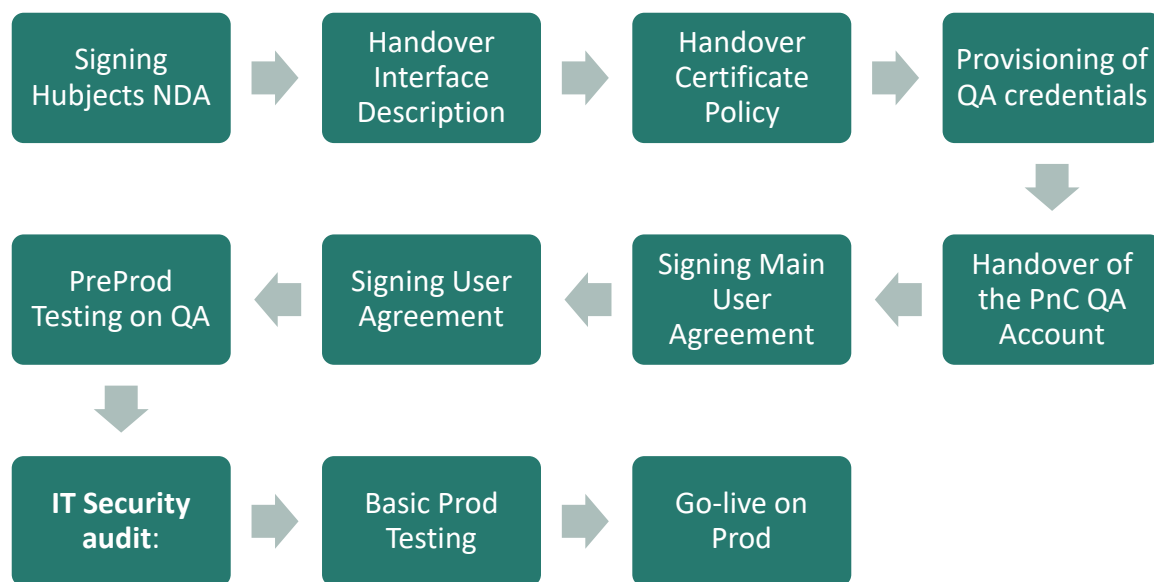 Signing
Hubjects NDA
Handover
Interface
Description
Handover
Certificate
Policy
Provisioning of
QA credentials
Handover of
the PnC QA
Account
Signing Main
User
Agreement
Signing User
Agreement
PreProd
Testing on QA
IT Security
audit:
Basic Prod
Testing
Go-live on
Prod